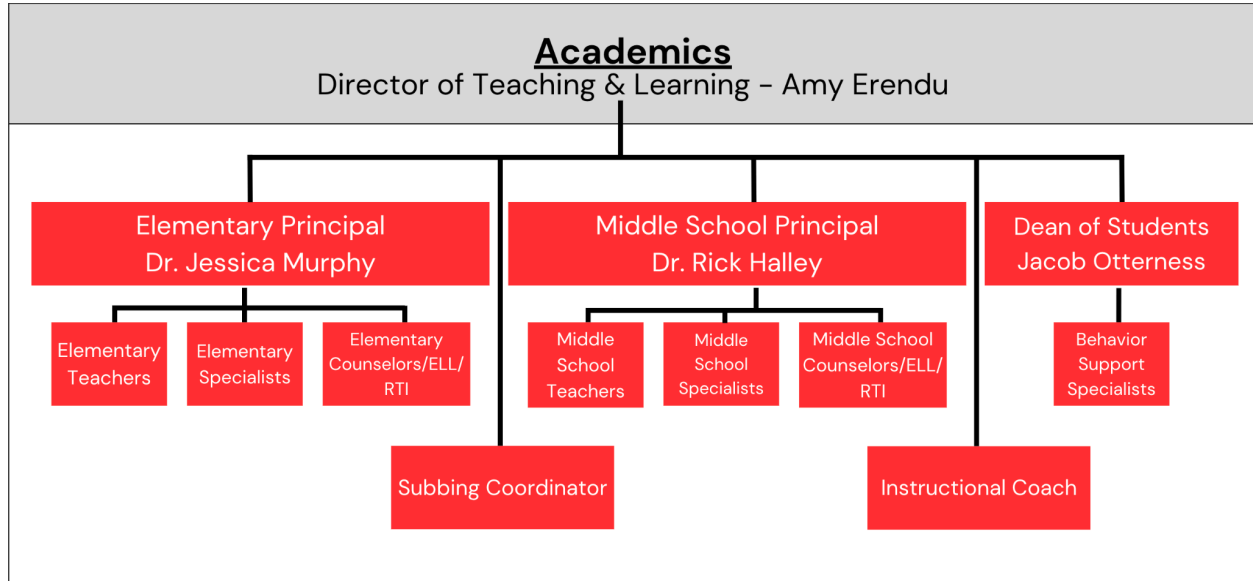 Academics
Director of Teaching & Learning - Amy Erendu
Elementary Principal
Dr. Jessica Murphy
Middle School Principal
Dr. Rick Halley
Dean of Students
Jacob Otterness
Elementary
Teachers
Elementary
Specialists
Elementary
Counselors/ELL/
RTI
Middle
School
Teachers
Middle
School
Specialists
Middle School
Counselors/ELL/
RTI
Behavior
Support
Specialists
Subbing Coordinator
Instructional Coach